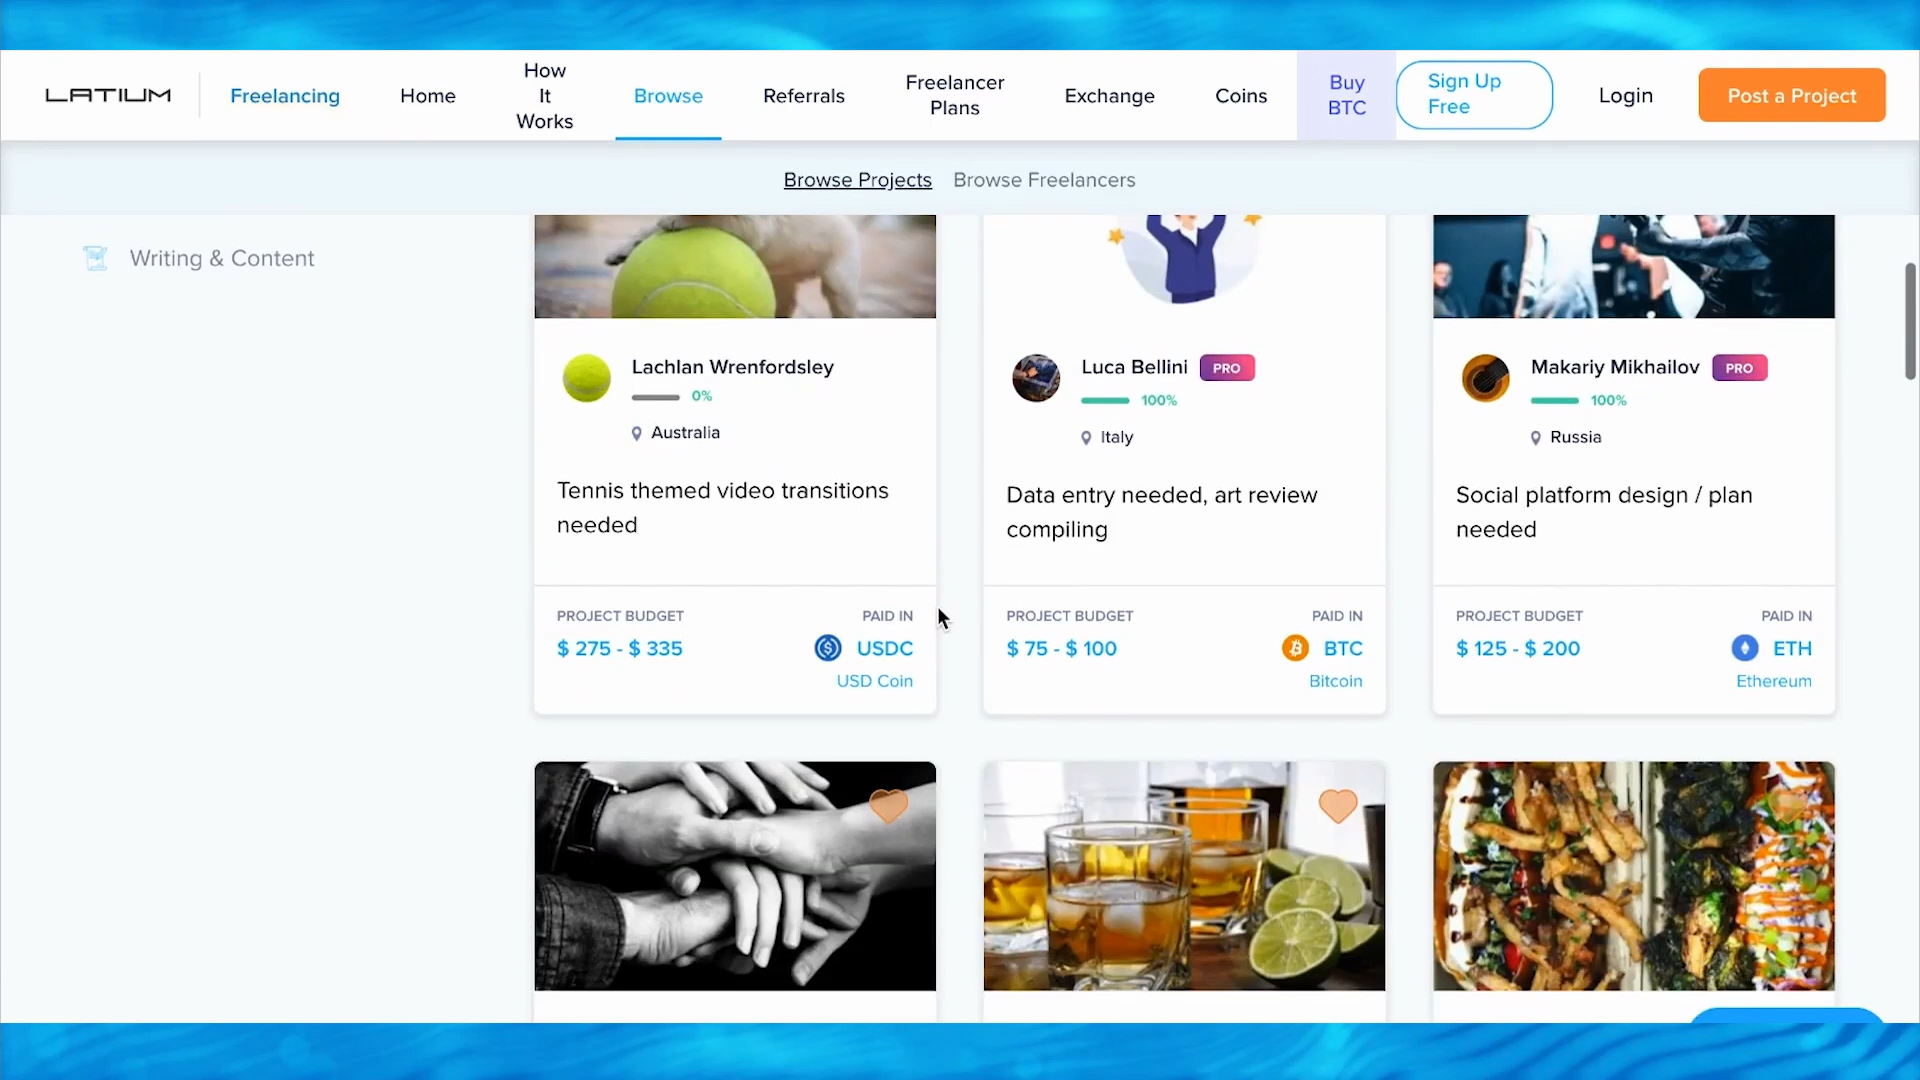 LATIUM
Freelancing
Home
How
It
Works
Browse
Referrals
Freelancer
Plans
Exchange
Coins
Buy
BTC
Sign Up
Free
Login
Post a Project
Browse Projects
Browse Freelancers
Writing & Content
Lachlan Wrenfordsley
0%
Australia
Tennis themed video transitions
needed
PROJECT BUDGET
PAID IN
$ 275 - $ 335
USDC
USD Coin
Luca Bellini
PRO
100%
Italy
Data entry needed, art review
compiling
PROJECT BUDGET
PAID IN
$ 75 - $ 100
BTC
Bitcoin
Makariy Mikhailov
PRO
100%
Russia
Social platform design / plan
needed
PROJECT BUDGET
PAID IN
$ 125 - $ 200
ETH
Ethereum